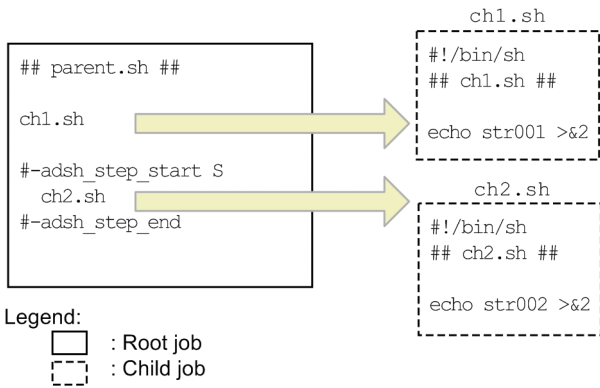 ## parent.sh ##
ch1.sh
#-adsh_step_start S
ch2.sh
#-adsh_step_end
ch1.sh
#!/bin/sh
## ch1.sh ##
echo str001 >&2
ch2.sh
#!/bin/sh
## ch2.sh ##
echo str002 >&2
Legend:
: Root job
: Child job